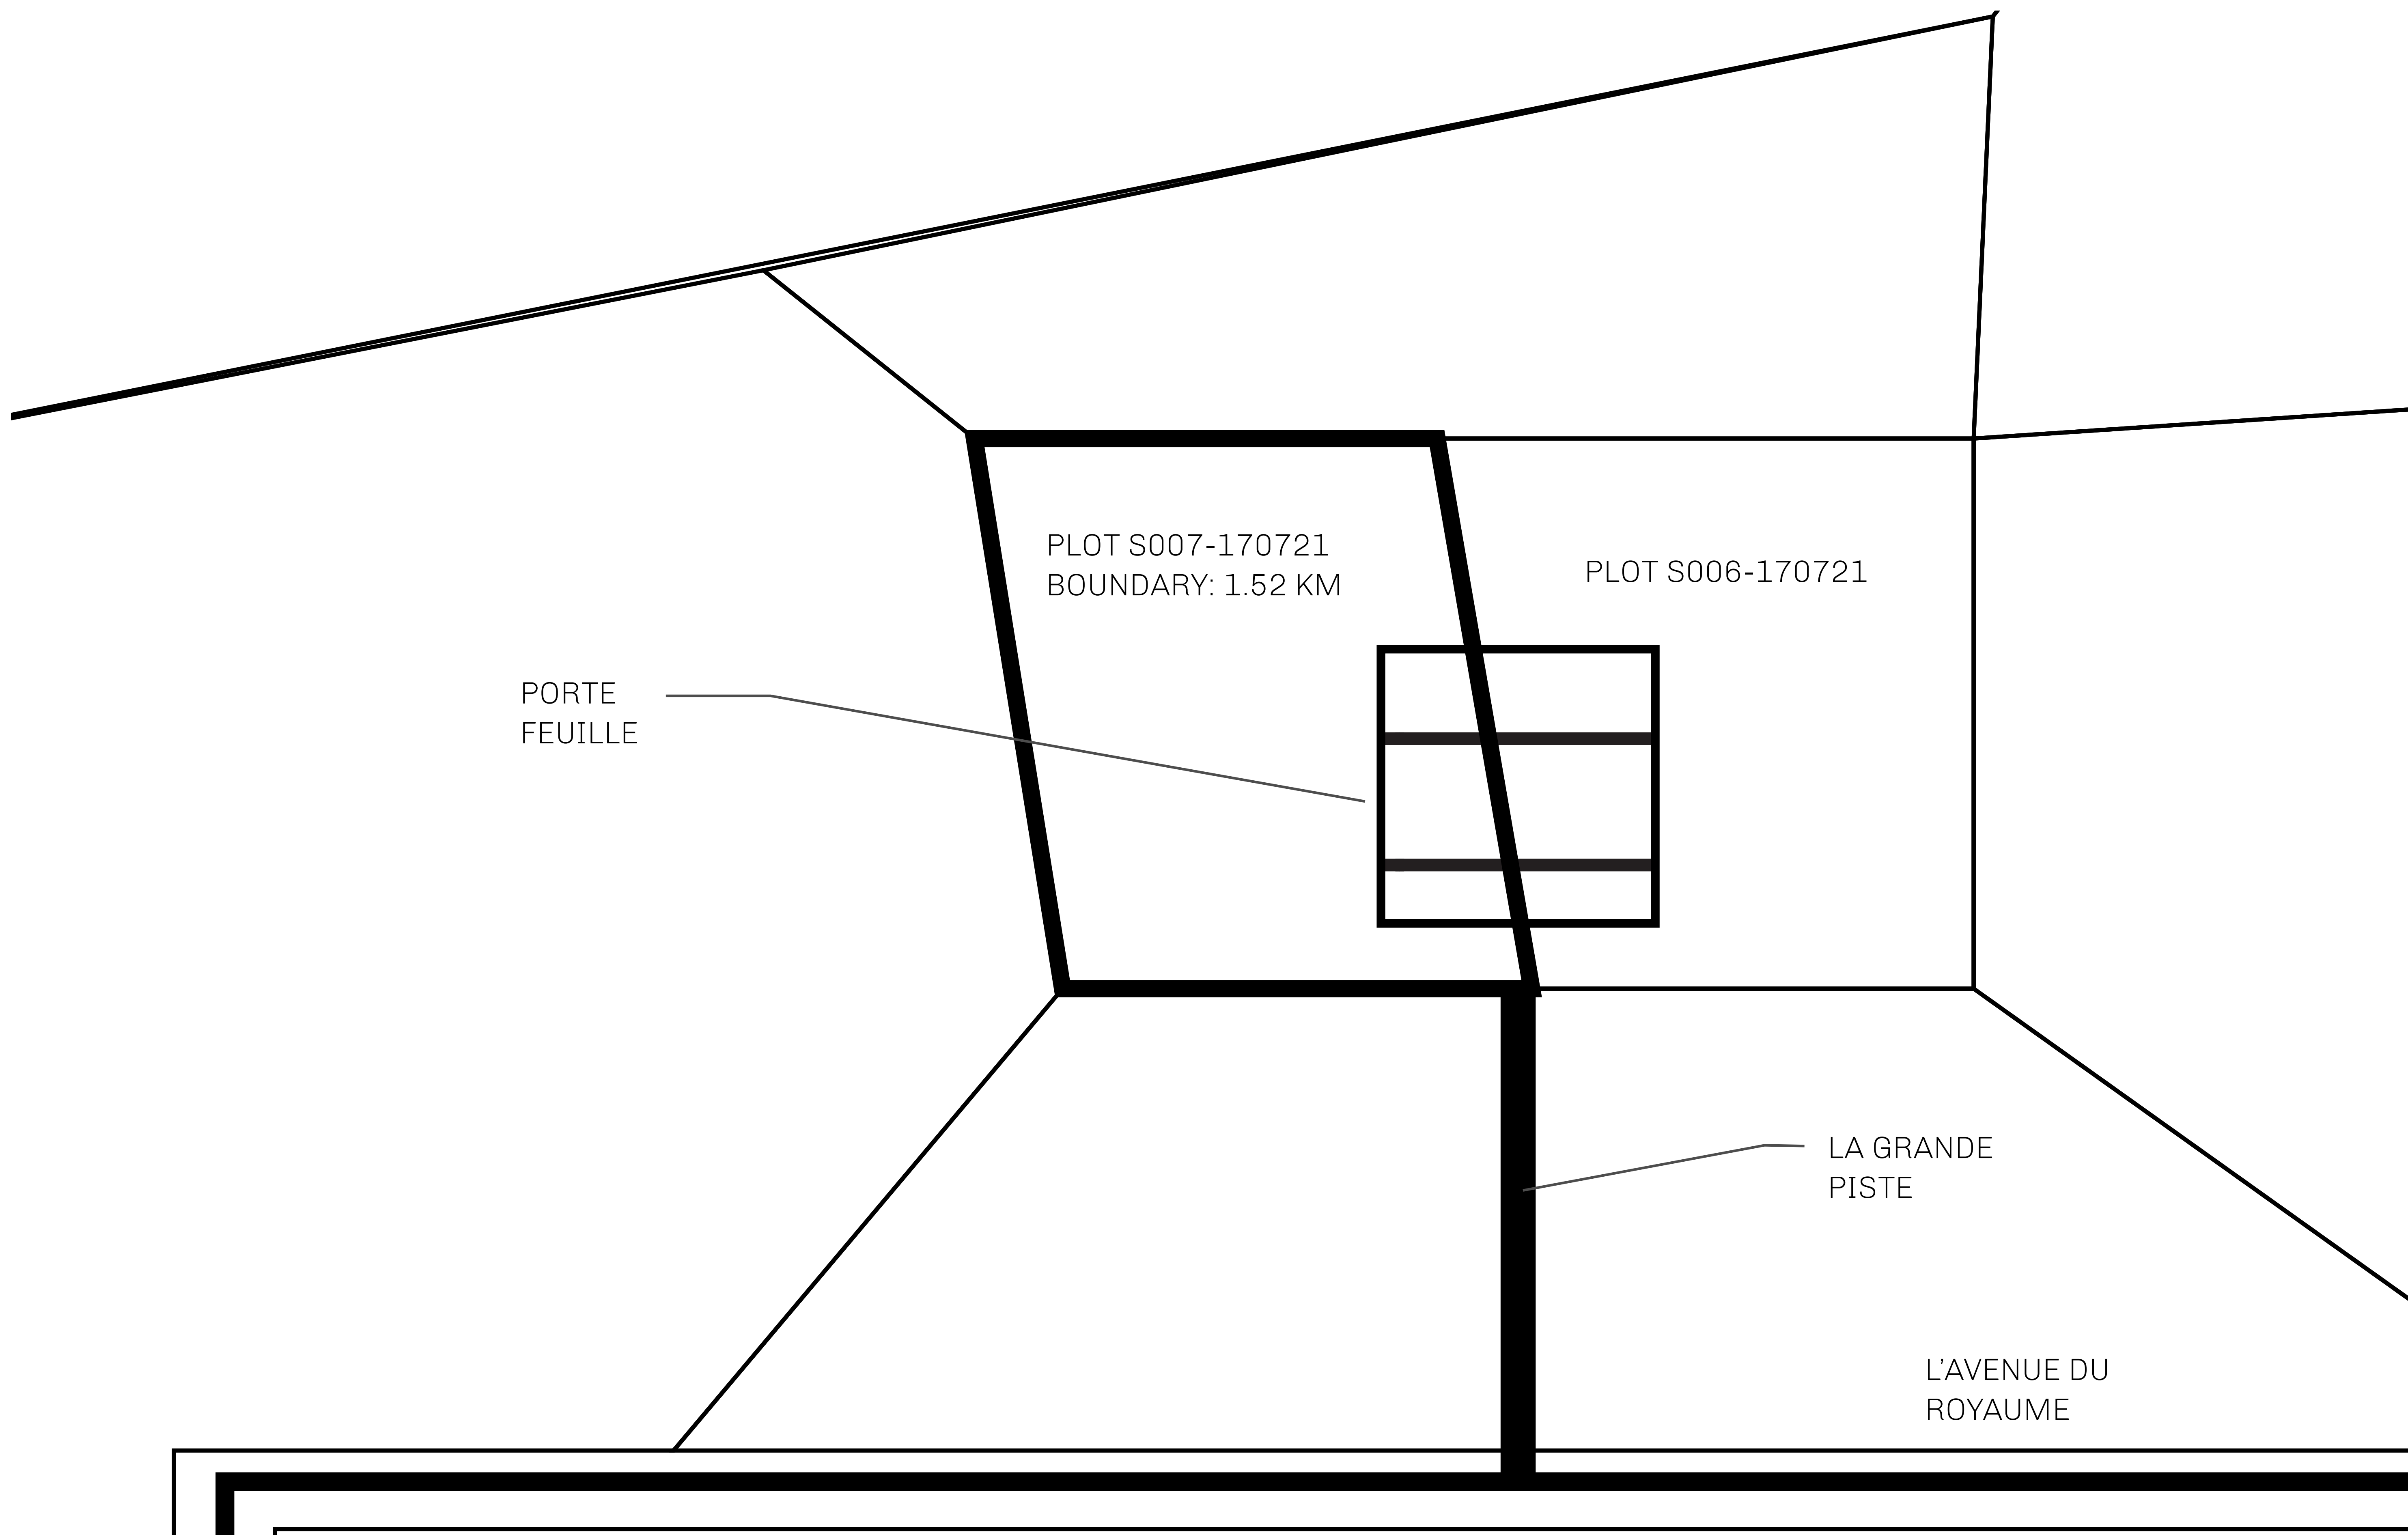 PLOT S007-170721
BOUNDARY: 1.52 KM
PLOT S006-170721
PORTE
FEUILLE
LA GRANDE
PISTE
L’AVENUE DU
ROYAUME